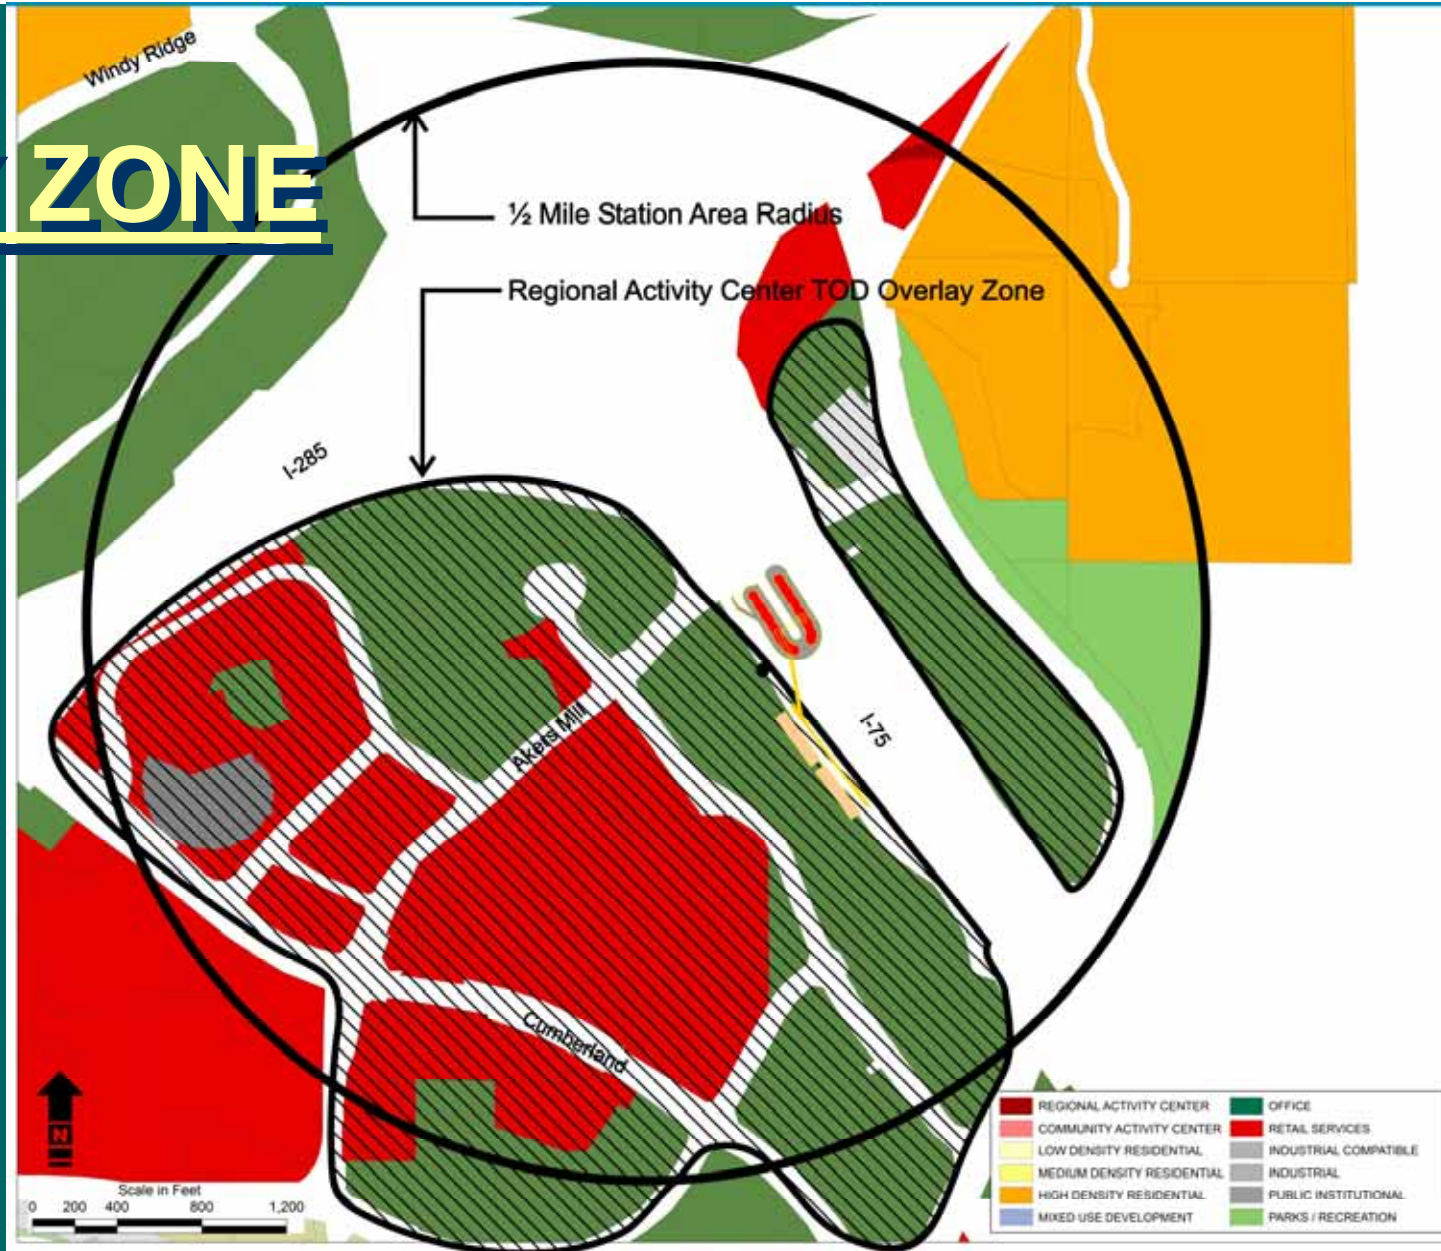 Windy Ridge
Y ZONE
½ Mile Station Area Radius
Regional Activity Center TOD Overlay Zone
I-285
Akers Mill
I-75
Cumberland
N
Scale in Feet
0 200 400 800 1,200
REGIONAL ACTIVITY CENTER
COMMUNITY ACTIVITY CENTER
LOW DENSITY RESIDENTIAL
MEDIUM DENSITY RESIDENTIAL
HIGH DENSITY RESIDENTIAL
MIXED USE DEVELOPMENT
OFFICE
RETAIL SERVICES
INDUSTRIAL COMPATIBLE
INDUSTRIAL
PUBLIC INSTITUTIONAL
PARKS / RECREATION